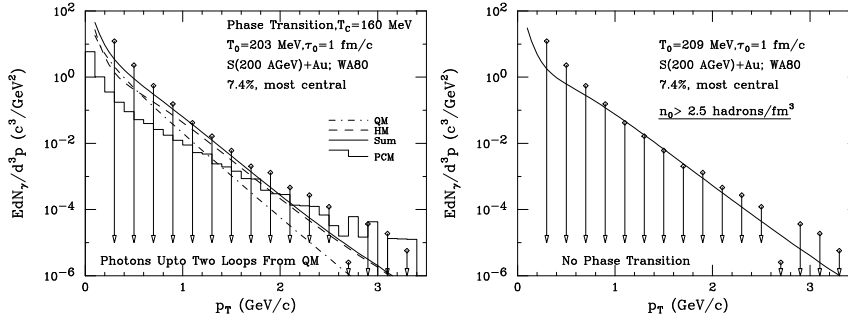 Phase Transition,T_C=160 MeV
T_0=203 MeV,τ_0=1 fm/c
S(200 AGeV)+Au; WA80
7.4%, most central
QM
HM
Sum
PCM
Photons Upto Two Loops From QM
EdN_γ/d^3p (c^3/GeV^2)
10^2
10^0
10^-2
10^-4
10^-6
0
1
2
3
p_T (GeV/c)
T_0=209 MeV,τ_0=1 fm/c
S(200 AGeV)+Au; WA80
7.4%, most central
n_0> 2.5 hadrons/fm^3
No Phase Transition
EdN_γ/d^3p (c^3/GeV^2)
10^2
10^0
10^-2
10^-4
10^-6
0
1
2
3
p_T (GeV/c)